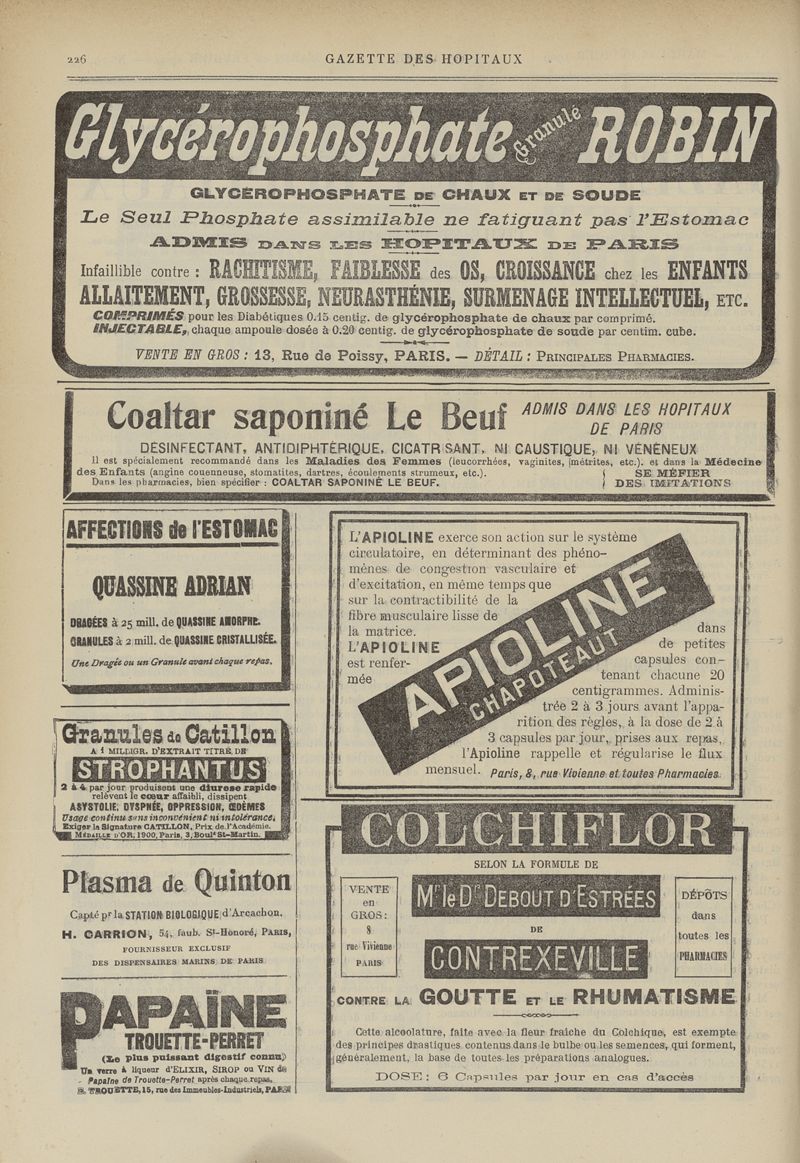 226
GAZETTE DES HOPITAUX
Glycérophosphate Granulé ROBIN
GLYCÉROPHOSPHATE DE CHAUX ET DE SOUDE
Le Seul Phosphate assimilable ne fatiguant pas l'Estomac
ADMIS DANS LES HOPITAUX DE PARIS
Infaillible contre : RACHITISME, FAIBLESSE des OS, CROISSANCE chez les ENFANTS
ALLAITEMENT, GROSSESSE, NEURASTHÉNIE, SURMENAGE INTELLECTUEL, ETC.
COMPRIMÉS pour les Diabétiques 0.15 centig. de glycérophosphate de chaux par comprimé.
INJECTABLE, chaque ampoule dosée à 0.20 centig. de glycérophosphate de soude par centim. cube.
VENTE EN GROS : 13, Rue de Poissy, PARIS. — DÉTAIL : PRINCIPALES PHARMACIES.
Coaltar saponiné Le Beuf
ADMIS DANS LES HOPITAUX
DE PARIS
DÉSINFECTANT, ANTIDIPHTÉRIQUE, CICATRISANT, NI CAUSTIQUE, NI VÉNÉNEUX
Il est spécialement recommandé dans les Maladies des Femmes (leucorrhées, vaginites, métrites, etc.). et dans la Médecine
des Enfants (angine couenneuse, stomatites, dartres, écoulements strumeux, etc.).
Dans les pharmacies, bien spécifier : COALTAR SAPONINÉ LE BEUF.
SE MÉFIER
DES IMITATIONS
AFFECTIONS de l'ESTOMAC
QUASSINE ADRIAN
DRAGÉES à 25 mill. de QUASSINE AMORPHE.
GRANULES à 2 mill. de QUASSINE CRISTALLISÉE.
Une Dragée ou un Granule avant chaque repas.
Granules de Catillon
A 1 MILLIGR. D'EXTRAIT TITRÉ DE
STROPHANTUS
2 à 4 par jour produisent une diurese rapide
relèvent le cœur affaibli, dissipent
ASYSTOLIE, DYSPNÉE, OPPRESSION, ŒDÈMES
Usage continu sans inconvénient ni intolérance.
Exiger la Signature CATILLON, Prix de l'Académie.
MÉDAILLE D'OR, 1900, Paris, 3, Boulᵈ St-Martin.
Plasma de Quinton
Capté pr la STATION BIOLOGIQUE d'Arcachon.
H. CARRION, 54, faub. St-Honoré, PARIS,
FOURNISSEUR EXCLUSIF
DES DISPENSAIRES MARINS DE PARIS
PAPAÏNE
TROUETTE-PERRET
(Le plus puissant digestif connu)
Un verre à liqueur d'ELIXIR, SIROP ou VIN de
Papaïne de Trouette-Perret après chaque repas.
E. TROUETTE, 15, rue des Immeubles-Industriels, PARIS
L'APIOLINE exerce son action sur le système
circulatoire, en déterminant des phéno-
mènes de congestion vasculaire et
d'excitation, en même temps que
sur la contractibilité de la
fibre musculaire lisse de
la matrice.
L'APIOLINE
est renfer-
mée
APIOLINE
CHAPOTEAUT
dans
de petites
capsules con-
tenant chacune 20
centigrammes. Adminis-
trée 2 à 3 jours avant l'appa-
rition des règles, à la dose de 2 à
3 capsules par jour, prises aux repas,
l'Apioline rappelle et régularise le flux
mensuel. Paris, 8, rue Vivienne et toutes Pharmacies.
COLCHIFLOR
SELON LA FORMULE DE
Mr le Dr DEBOUT D'ESTRÉES
DE
CONTREXEVILLE
VENTE
en
GROS:
8
rue Vivienne
PARIS
DÉPÔTS
dans
toutes les
PHARMACIES
CONTRE LA GOUTTE ET LE RHUMATISME
Cette alcoolature, faite avec la fleur fraîche du Colchique, est exempte
des principes drastiques contenus dans le bulbe ou les semences, qui forment,
généralement, la base de toutes les préparations analogues.
DOSE : 6 Capsules par jour en cas d'accès